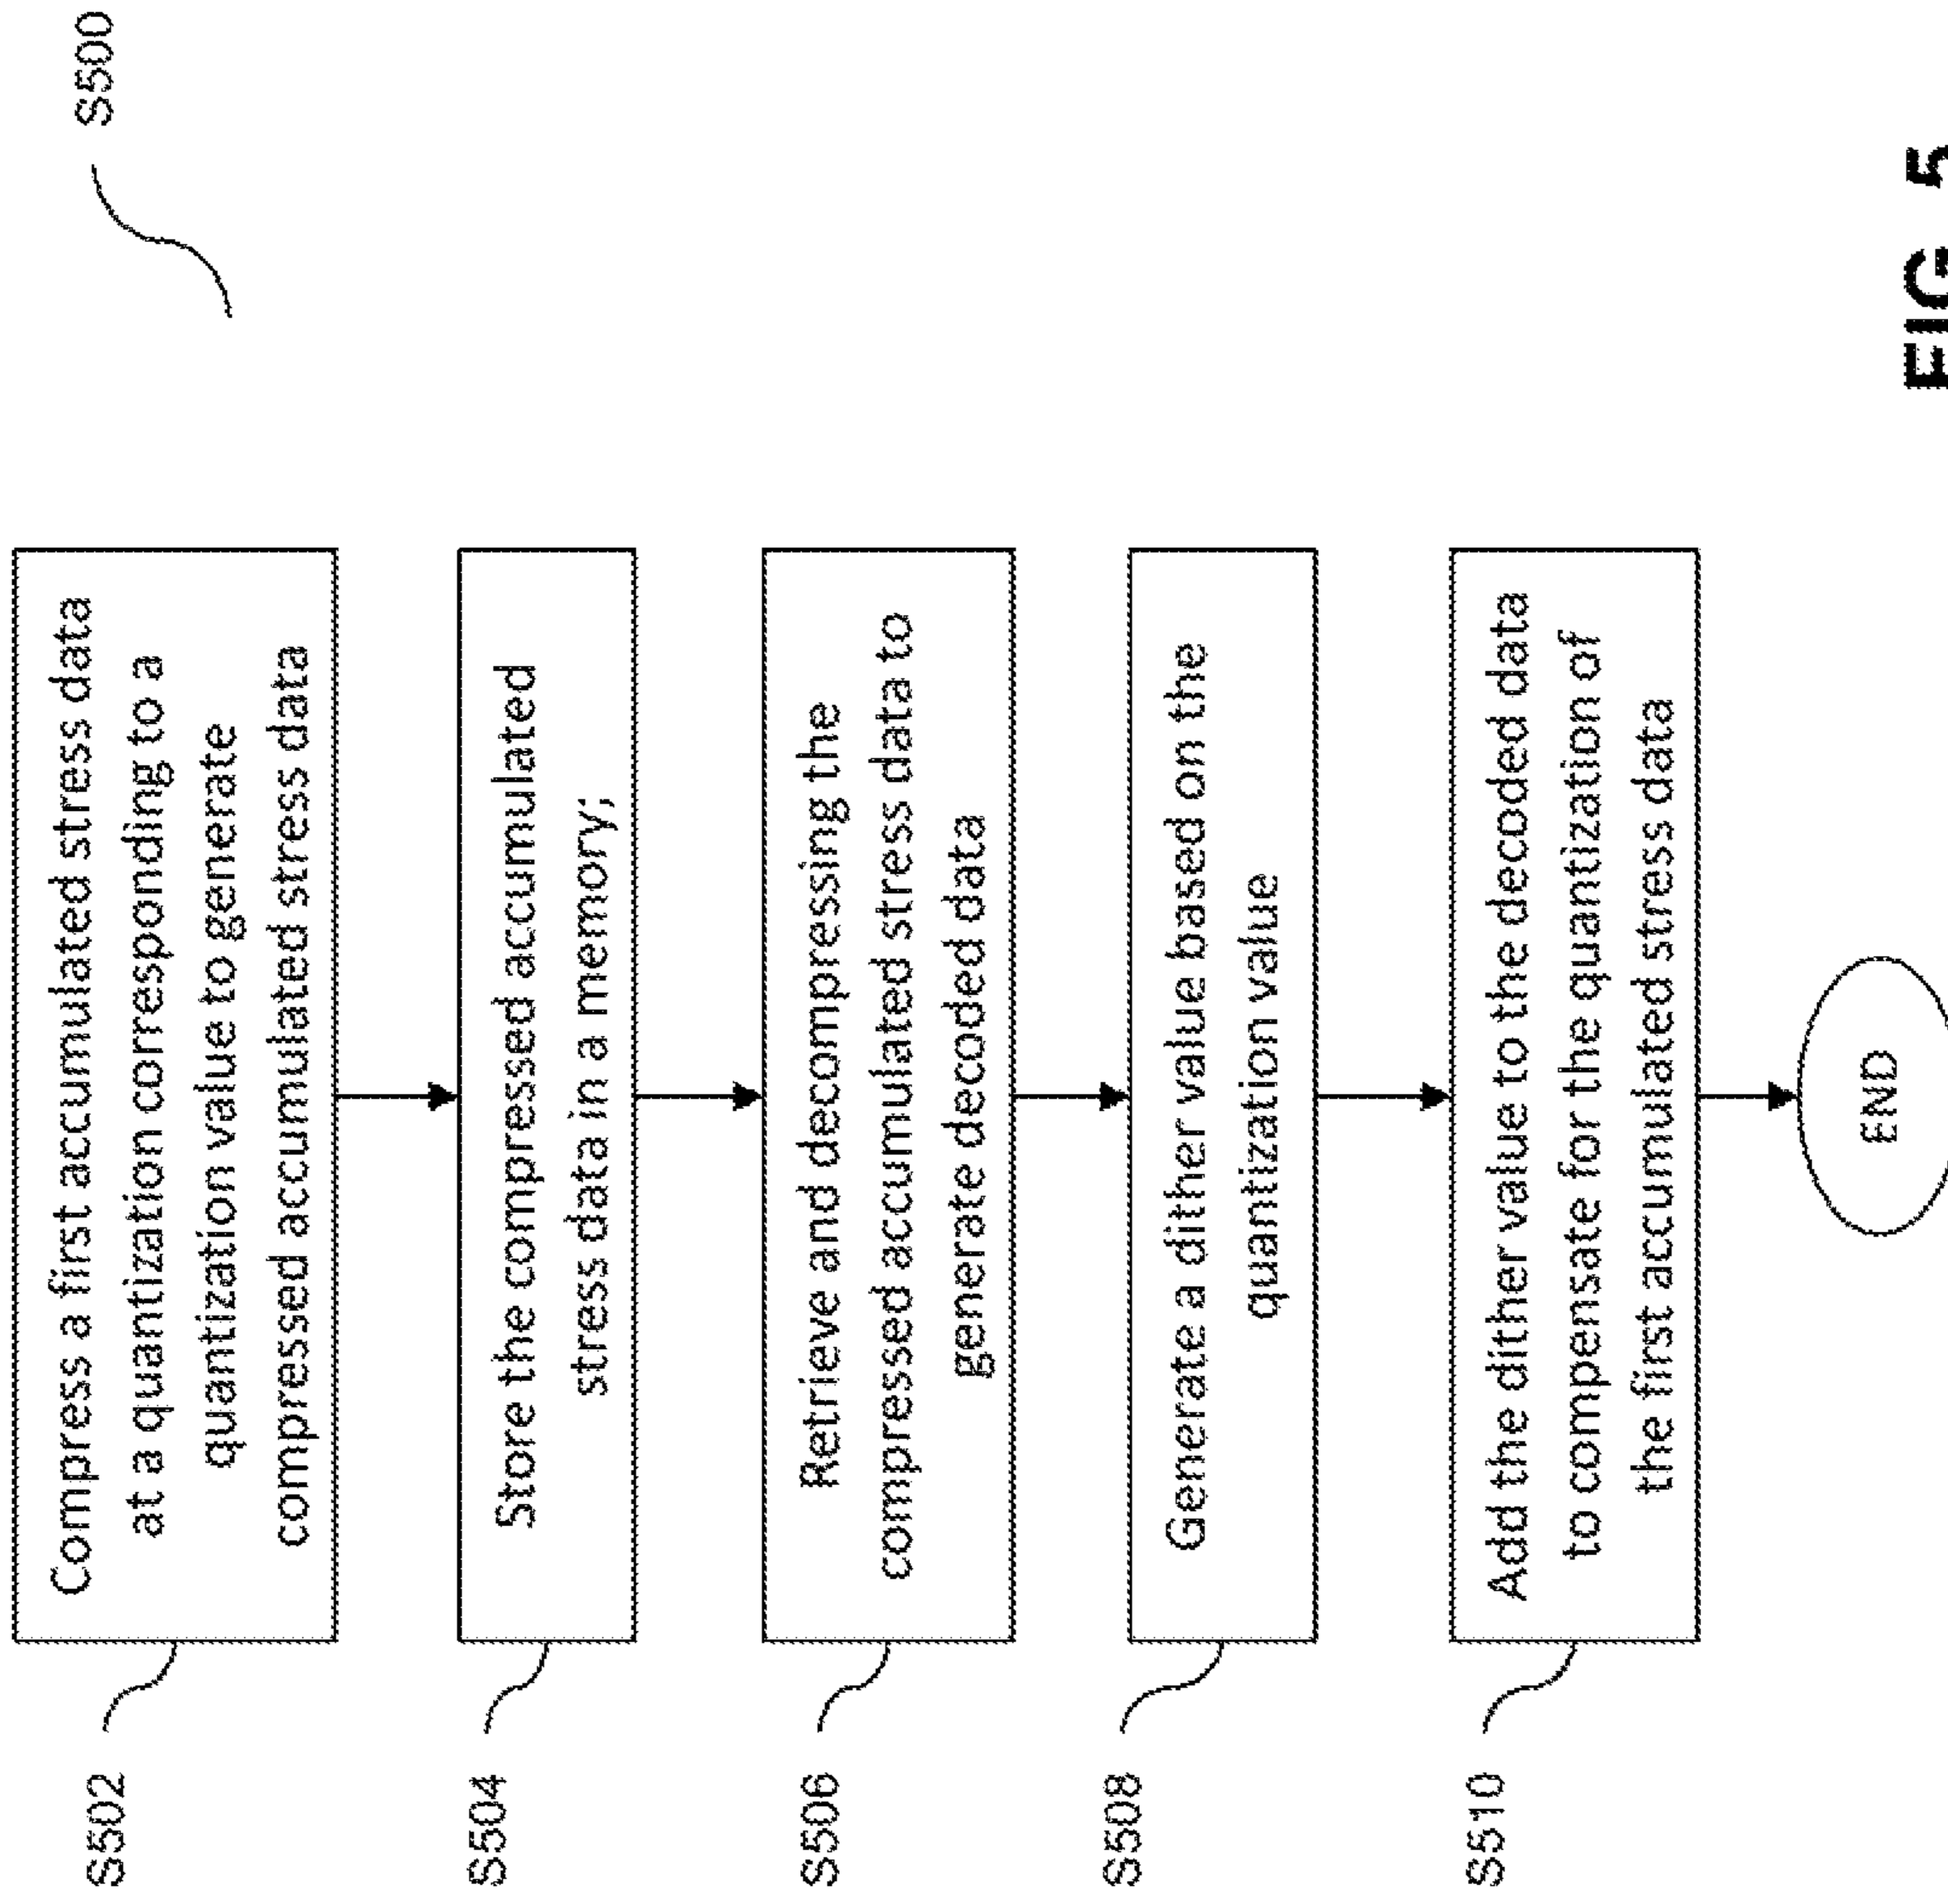 S500
S502
Compress a first accumulated stress data
at a quantization corresponding to a
quantization value to generate
compressed accumulated stress data
S504
Store the compressed accumulated
stress data in a memory;
S506
Retrieve and decompressing the
compressed accumulated stress data to
generate decoded data
S508
Generate a dither value based on the
quantization value
S510
Add the dither value to the decoded data
to compensate for the quantization of
the first accumulated stress data
END
FIG. 5